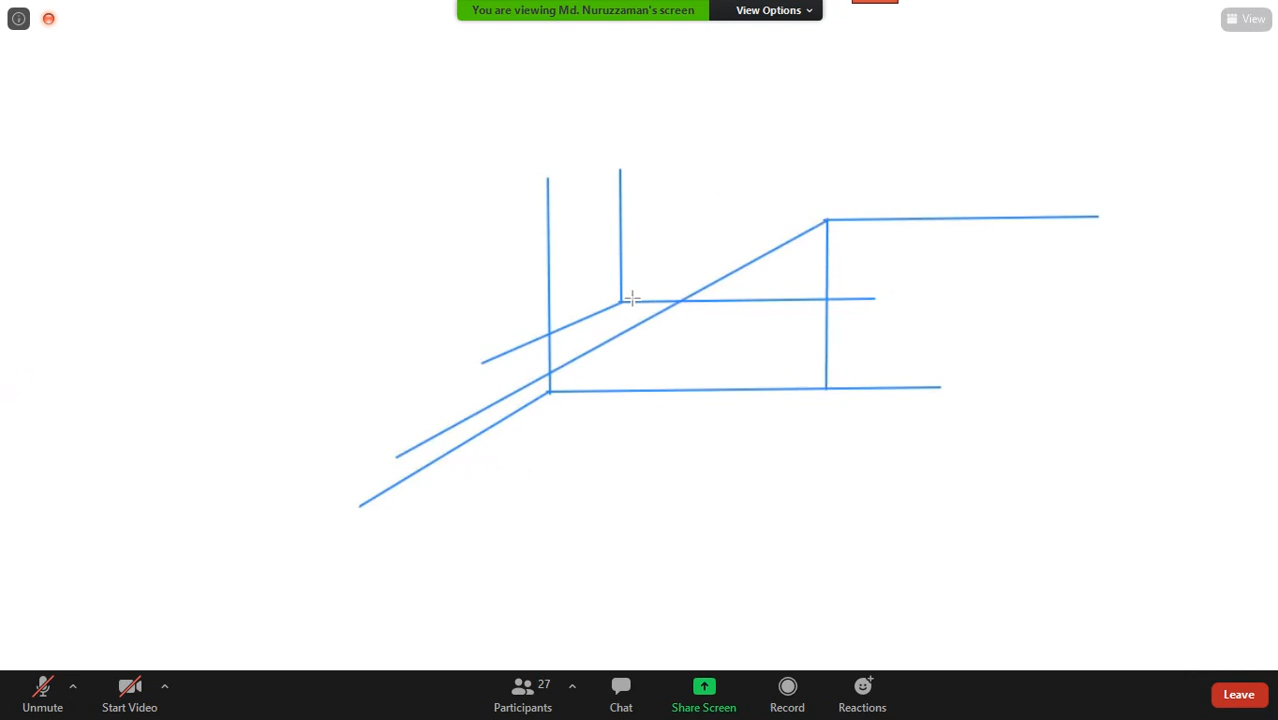 You are viewing Md. Nuruzzaman's screen
View Options
View
Unmute
Start Video
27
Participants
Chat
Share Screen
Record
Reactions
Leave